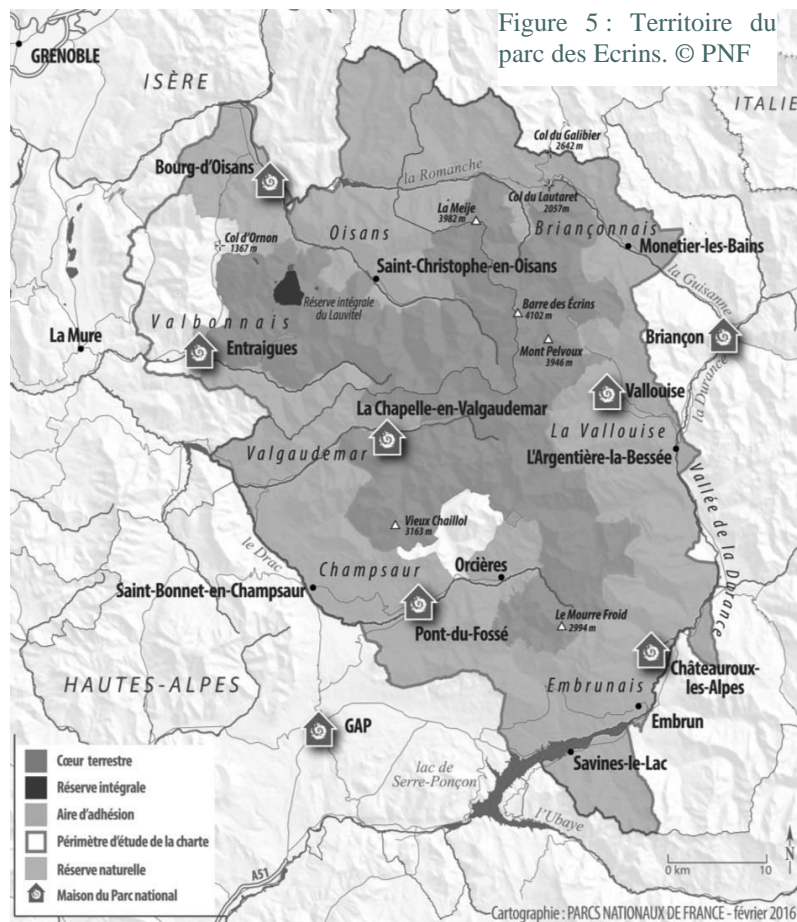 Figure 5 : Territoire du
parc des Ecrins. © PNF
GRENOBLE
ISÈRE
ITALIE
Col du Galibier
2642 m
Bourg-d'Oisans
la Romanche
Col du Lautaret
2057m
La Meije
3982 m
Oisans
Briançonnais
Col d'Ornon
1367 m
Monetier-les-Bains
Saint-Christophe-en-Oisans
la Guisanne
Réserve intégrale
du Lauvitel
Barre des Écrins
4102 m
Valbonnais
La Mure
Entraigues
Briançon
Mont Pelvoux
3946 m
Vallouise
la Durance
La Chapelle-en-Valgaudemar
La Vallouise
Valgaudemar
L'Argentière-la-Bessée
Vallée de la Durance
Vieux Chaillol
3163 m
le Drac
Champsaur
Orcières
Saint-Bonnet-en-Champsaur
Le Mourre Froid
2994 m
Pont-du-Fossé
Châteauroux-
les-Alpes
HAUTES-ALPES
Embrunais
Embrun
GAP
Savines-le-Lac
lac de
Serre-Ponçon
l'Ubaye
Cœur terrestre
Réserve intégrale
Aire d'adhésion
Périmètre d'étude de la charte
Réserve naturelle
Maison du Parc national
A51
N
0 km 10
Cartographie : PARCS NATIONAUX DE FRANCE - février 2016